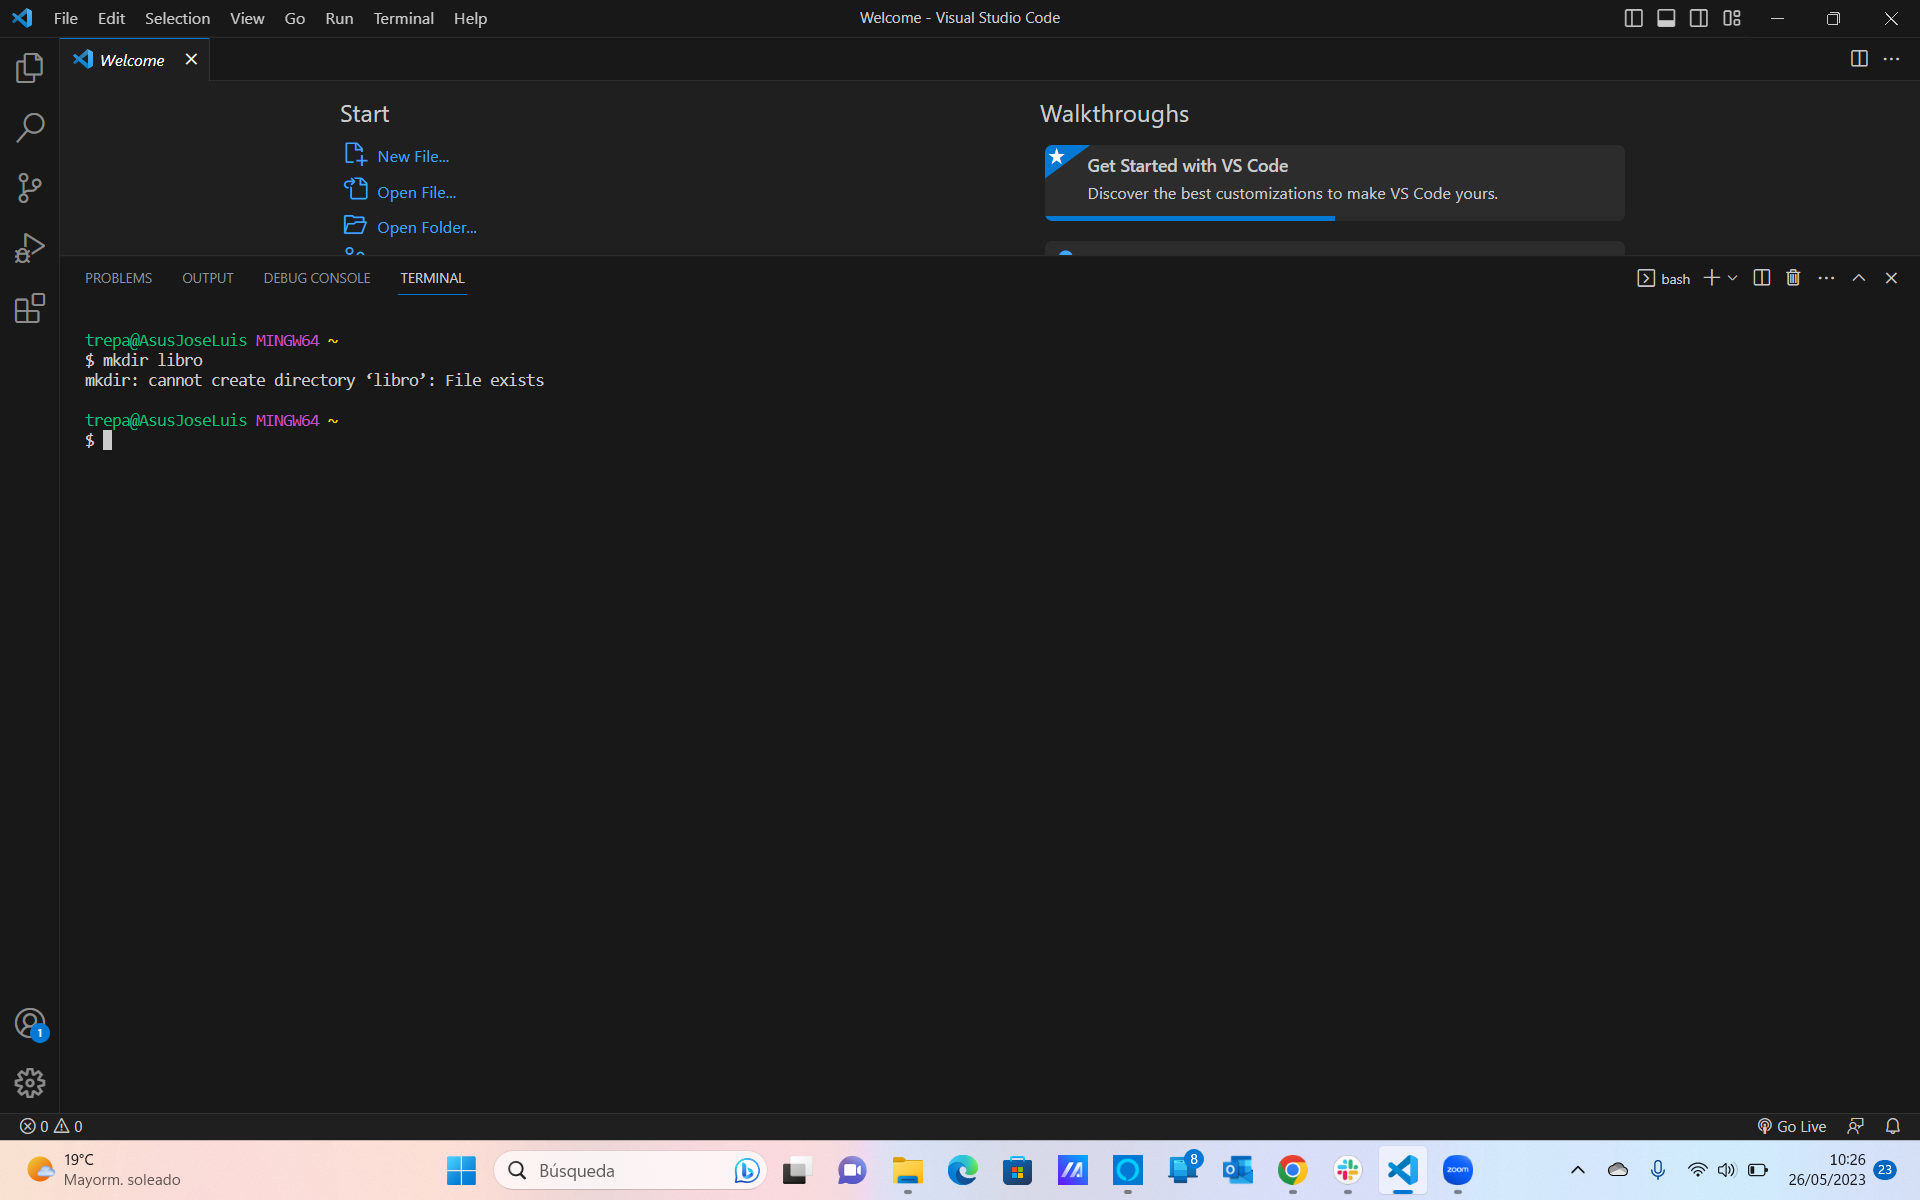 File Edit Selection View Go Run Terminal Help
Welcome - Visual Studio Code
Welcome
Start
New File...
Open File...
Open Folder...
Walkthroughs
Get Started with VS Code
Discover the best customizations to make VS Code yours.
PROBLEMS OUTPUT DEBUG CONSOLE TERMINAL
bash
trepa@AsusJoseLuis MINGW64 ~
$ mkdir libro
mkdir: cannot create directory ‘libro’: File exists
trepa@AsusJoseLuis MINGW64 ~
$
1
0 0
Go Live
19°C
Mayorm. soleado
Búsqueda
8
zoom
10:26
26/05/2023
23